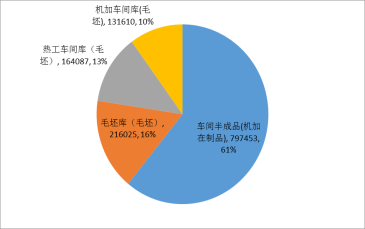 机加车间库(毛
坯), 131610, 10%
热工车间库（毛
坯）, 164087, 13%
毛坯库（毛坯）,
216025, 16%
车间半成品(机加
在制品), 797453,
61%